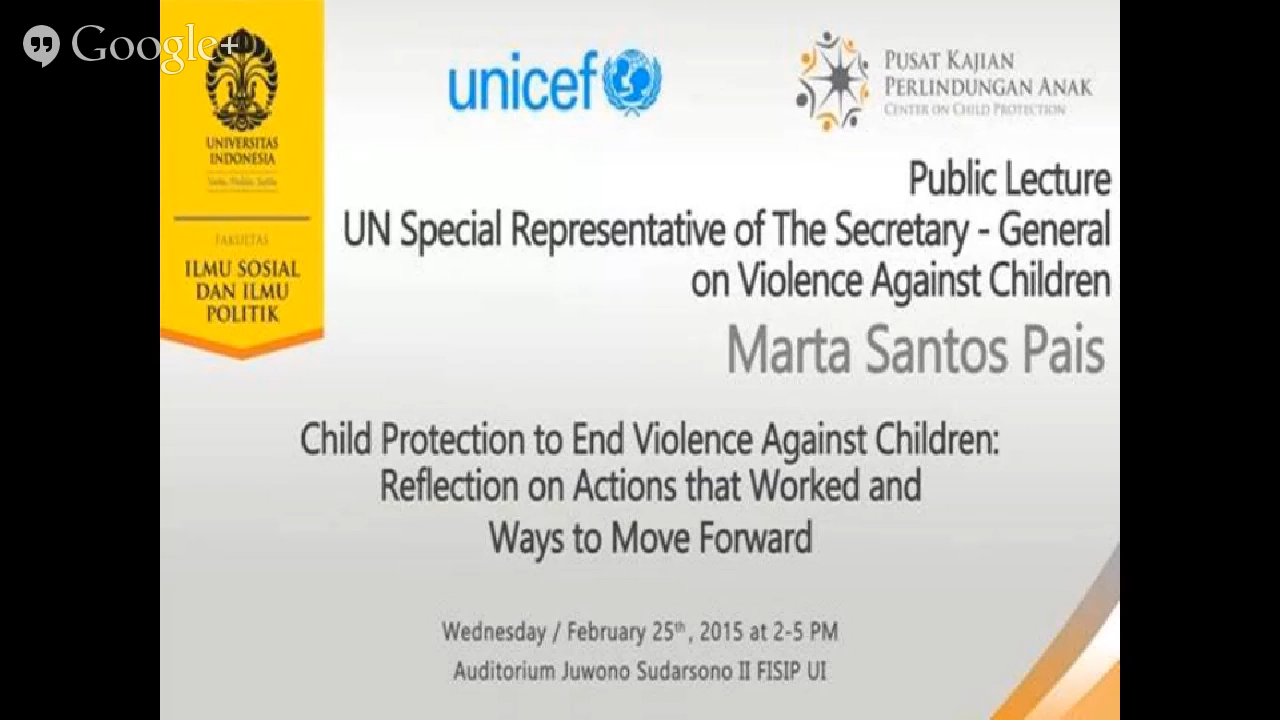 Google+
UNIVERSITAS
INDONESIA
FAKULTAS
ILMU SOSIAL
DAN ILMU
POLITIK
unicef
PUSAT KAJIAN
PERLINDUNGAN ANAK
CENTER ON CHILD PROTECTION
Public Lecture
UN Special Representative of The Secretary - General
on Violence Against Children
Marta Santos Pais
Child Protection to End Violence Against Children:
Reflection on Actions that Worked and
Ways to Move Forward
Wednesday / February 25th, 2015 at 2-5 PM
Auditorium Juwono Sudarsono II FISIP UI